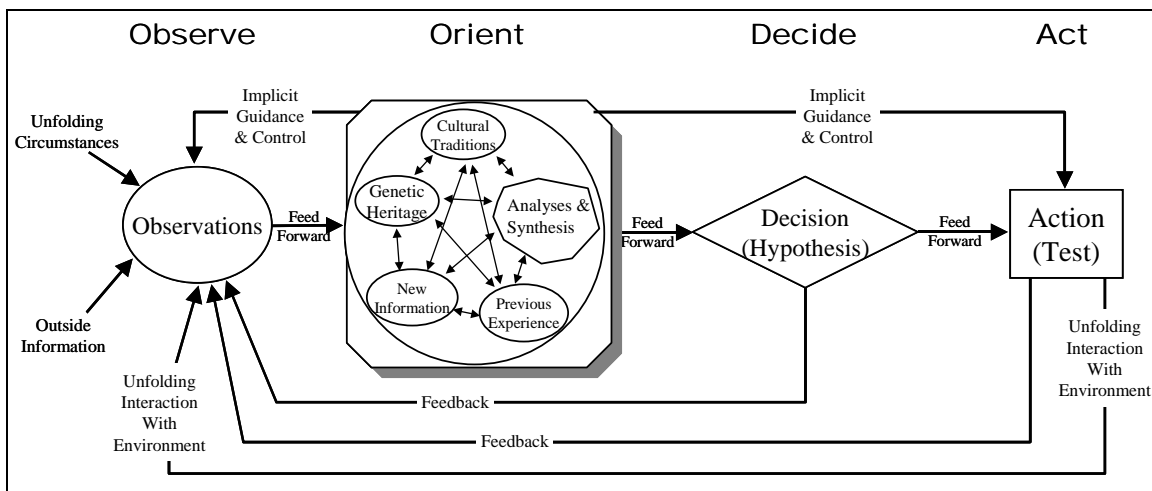 Observe
Orient
Decide
Act
Implicit
Guidance
& Control
Implicit
Guidance
& Control
Unfolding
Circumstances
Observations
Outside
Information
Feed
Forward
Cultural
Traditions
Genetic
Heritage
Analyses &
Synthesis
New
Information
Previous
Experience
Feed
Forward
Decision
(Hypothesis)
Feed
Forward
Action
(Test)
Unfolding
Interaction
With
Environment
Feedback
Feedback
Unfolding
Interaction
With
Environment